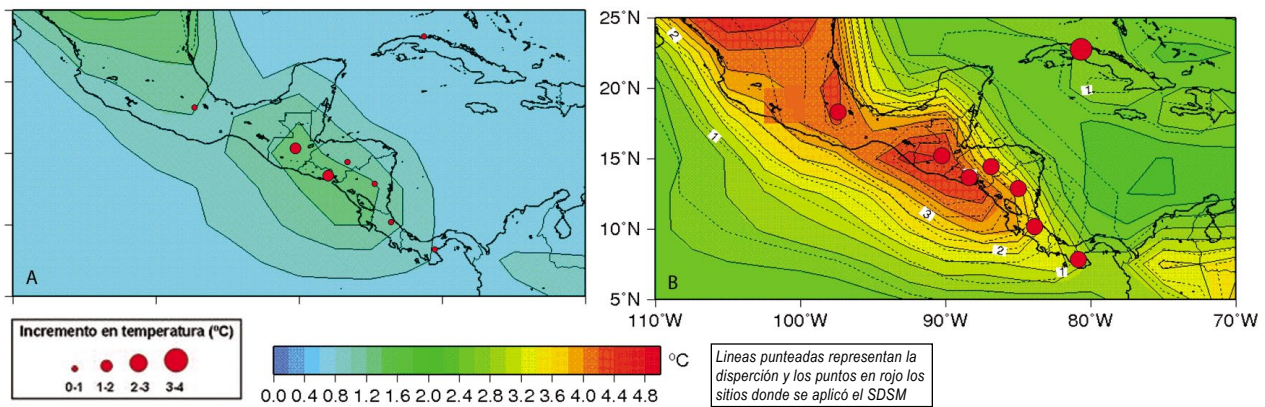 A
25°N
20°N
15°N
10°N
5°N
2
1
3
2
1
1
B
110°W 100°W 90°W 80°W 70°W
Incremento en temperatura (ºC)
0-1 1-2 2-3 3-4
0.0 0.4 0.8 1.2 1.6 2.0 2.4 2.8 3.2 3.6 4.0 4.4 4.8
ºC
Lineas punteadas representan la
disperción y los puntos en rojo los
sitios donde se aplicó el SDSM